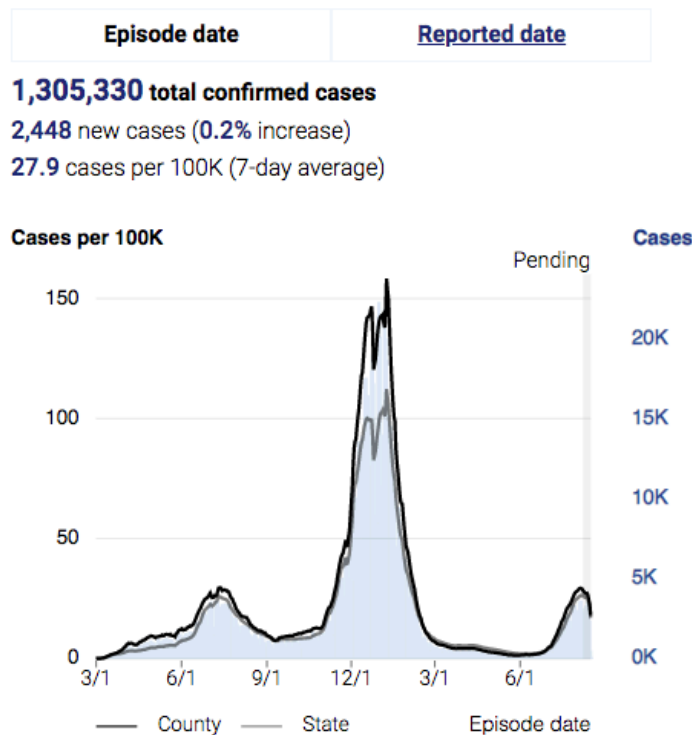 Episode date
Reported date
1,305,330 total confirmed cases
2,448 new cases (0.2% increase)
27.9 cases per 100K (7-day average)
Cases per 100K
Cases
Pending
150
20K
100
15K
10K
50
5K
0
0K
3/1 6/1 9/1 12/1 3/1 6/1
County State Episode date